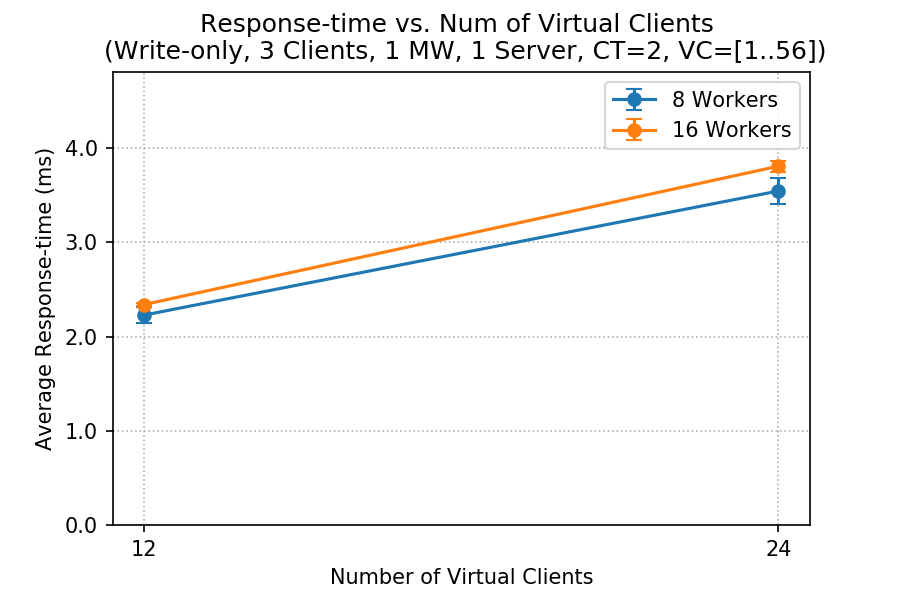 Response-time vs. Num of Virtual Clients
(Write-only, 3 Clients, 1 MW, 1 Server, CT=2, VC=[1..56])
8 Workers
16 Workers
Average Response-time (ms)
4.0
3.0
2.0
1.0
0.0
12
24
Number of Virtual Clients